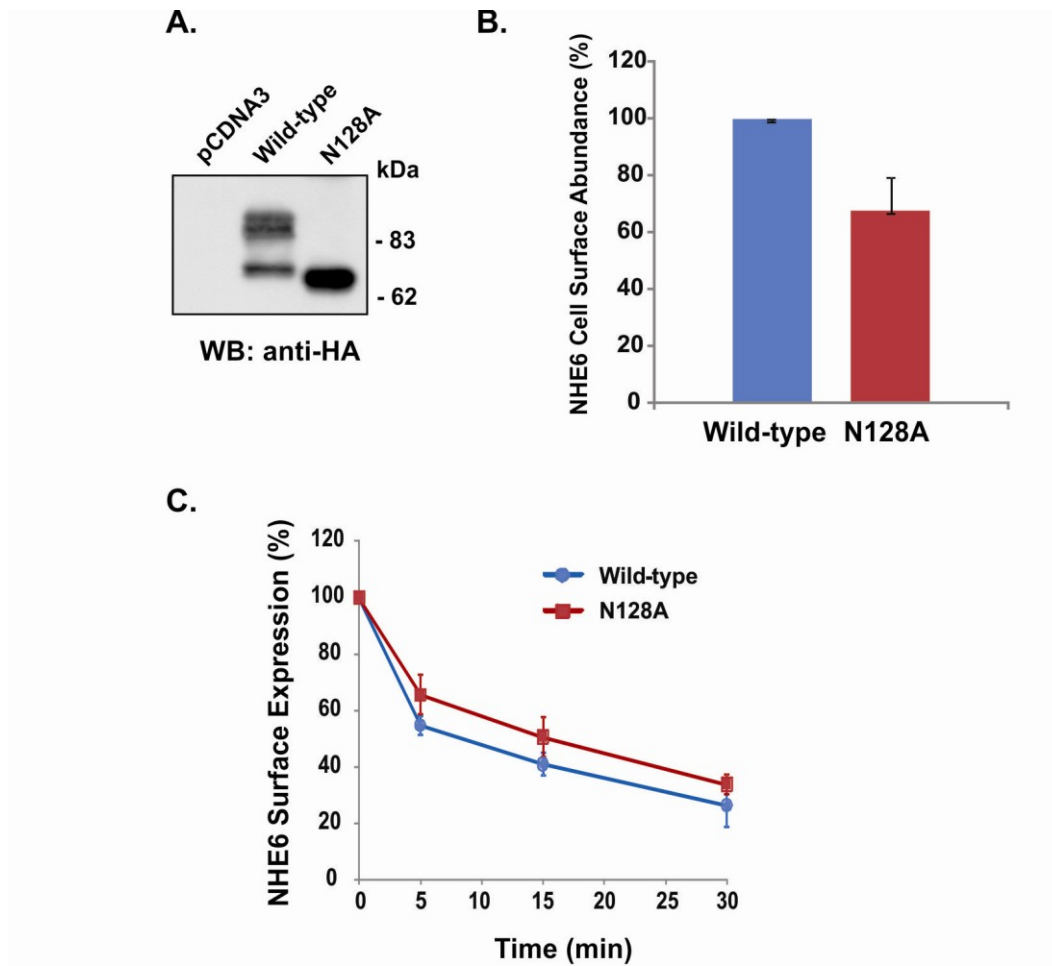 A.
pCDNA3
Wild-type
N128A
kDa
- 83
- 62
WB: anti-HA
B.
NHE6 Cell Surface Abundance (%)
120
100
80
60
40
20
0
Wild-type N128A
C.
NHE6 Surface Expression (%)
120
100
80
60
40
20
0
Wild-type
N128A
0 5 10 15 20 25 30
Time (min)